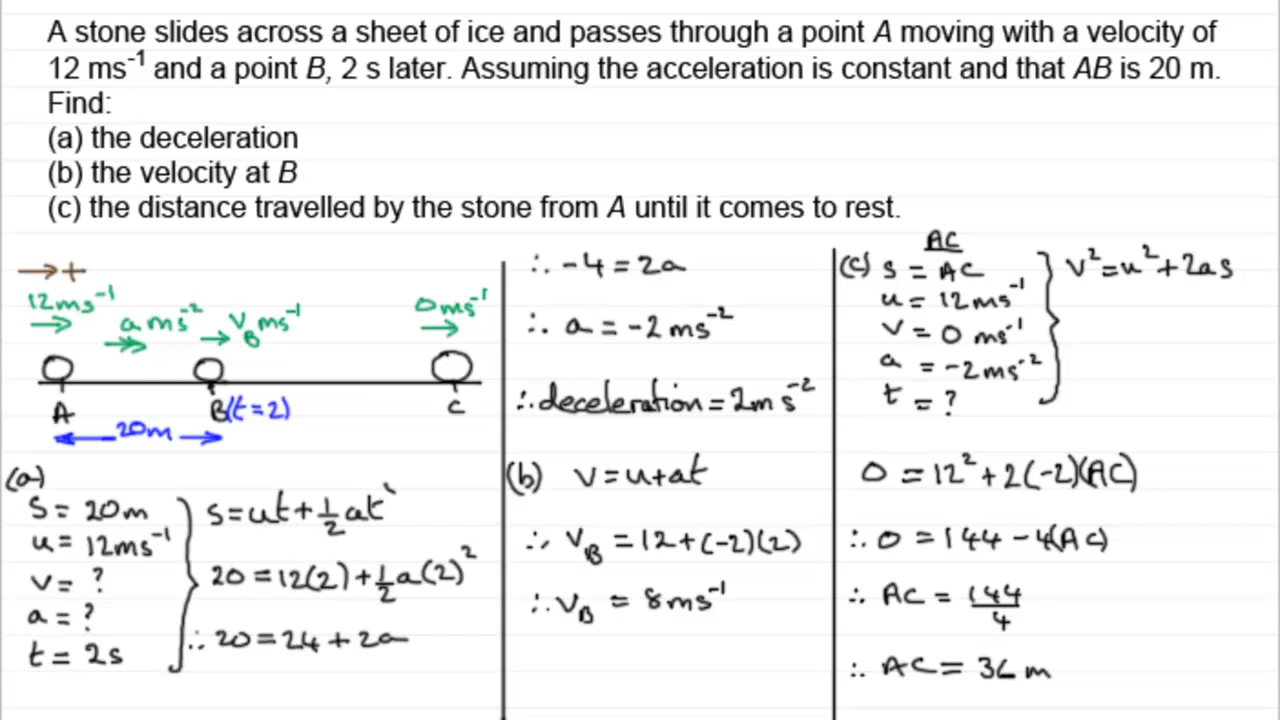 A stone slides across a sheet of ice and passes through a point A moving with a velocity of
12 ms⁻¹ and a point B, 2 s later. Assuming the acceleration is constant and that AB is 20 m.
Find:
(a) the deceleration
(b) the velocity at B
(c) the distance travelled by the stone from A until it comes to rest.
→+
12ms⁻¹
a ms⁻²
V_B ms⁻¹
0ms⁻¹
A
B(t=2)
C
20m
(a)
S = 20m
u = 12ms⁻¹
v = ?
a = ?
t = 2s
s=ut+½at²
20 = 12(2)+½a(2)²
∴ 20 = 24 + 2a
∴ -4 = 2a
∴ a = -2 ms⁻²
∴ deceleration = 2ms⁻²
(b) v = u+at
∴ V_B = 12+(-2)(2)
∴ V_B = 8ms⁻¹
AC
(c) s = AC
u = 12ms⁻¹
v = 0 ms⁻¹
a = -2ms⁻²
t = ?
v²=u²+2as
0 = 12²+2(-2)(AC)
∴ 0 = 144 - 4(AC)
∴ AC = 144/4
∴ AC = 36 m